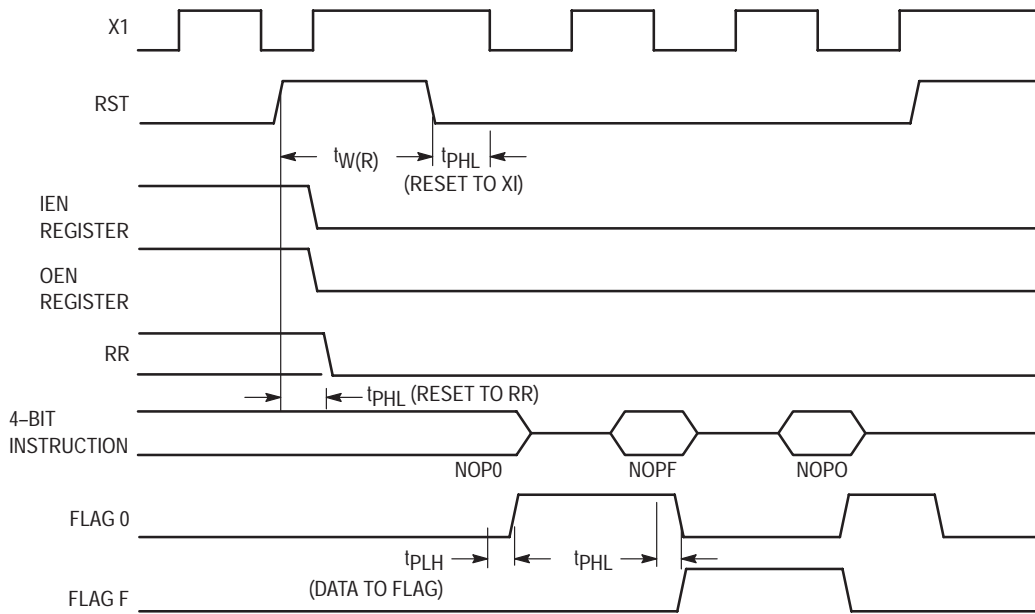 X1
RST
tW(R)
tPHL
(RESET TO XI)
IEN
REGISTER
OEN
REGISTER
RR
tPHL (RESET TO RR)
4–BIT
INSTRUCTION
NOP0
NOPF
NOPO
FLAG 0
tPLH
tPHL
(DATA TO FLAG)
FLAG F